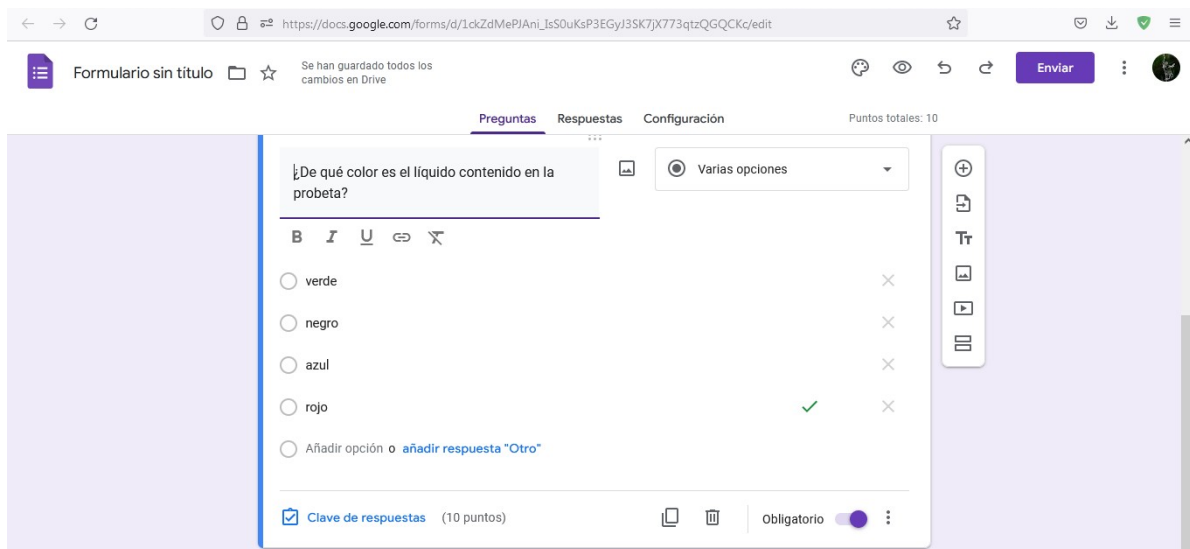 https://docs.google.com/forms/d/1ckZdMePJAni_IsS0uKsP3EGyJ3SK7jX773qtzQGQCKc/edit
Formulario sin título
Se han guardado todos los
cambios en Drive
Enviar
Preguntas Respuestas Configuración Puntos totales: 10
¿De qué color es el líquido contenido en la
probeta?
Varias opciones
B I U
Tт
verde
negro
azul
rojo
Añadir opción o añadir respuesta "Otro"
Clave de respuestas (10 puntos) Obligatorio